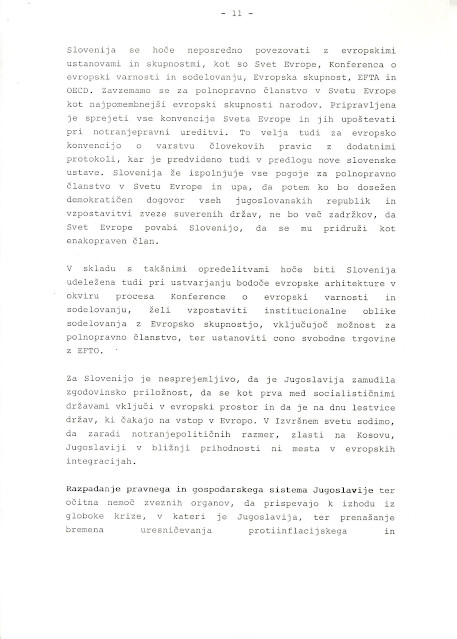 - 11 -
Slovenija se hoče neposredno povezovati z evropskimi
ustanovami in skupnostmi, kot so Svet Evrope, Konferenca o
evropski varnosti in sodelovanju, Evropska skupnost, EFTA in
OECD. Zavzemamo se za polnopravno članstvo v Svetu Evrope
kot najpomembnejši evropski skupnosti narodov. Pripravljena
je sprejeti vse konvencije Sveta Evrope in jih upoštevati
pri notranjepravni ureditvi. To velja tudi za evropsko
konvencijo o varstvu človekovih pravic z dodatnimi
protokoli, kar je predvideno tudi v predlogu nove slovenske
ustave. Slovenija že izpolnjuje vse pogoje za polnopravno
članstvo v Svetu Evrope in upa, da potem ko bo dosežen
demokratičen dogovor vseh jugoslovanskih republik in
vzpostavitvi zveze suverenih držav, ne bo več zadržkov, da
Svet Evrope povabi Slovenijo, da se mu pridruži kot
enakopraven član.
V skladu s takšnimi opredelitvami hoče biti Slovenija
udeležena tudi pri ustvarjanju bodoče evropske arhitekture v
okviru procesa Konference o evropski varnosti in
sodelovanju, želi vzpostaviti institucionalne oblike
sodelovanja z Evropsko skupnostjo, vključujoč možnost za
polnopravno članstvo, ter ustanoviti cono svobodne trgovine
z EFTO.
Za Slovenijo je nesprejemljivo, da je Jugoslavija zamudila
zgodovinsko priložnost, da se kot prva med socialističnimi
državami vključi v evropski prostor in da je na dnu lestvice
držav, ki čakajo na vstop v Evropo. V Izvršnem svetu sodimo,
da zaradi notranjepolitičnih razmer, zlasti na Kosovu,
Jugoslaviji v bližnji prihodnosti ni mesta v evropskih
integracijah.
Razpadanje pravnega in gospodarskega sistema Jugoslavije ter
očitna nemoč zveznih organov, da prispevajo k izhodu iz
globoke krize, v kateri je Jugoslavija, ter prenašanje
bremena uresničevanja protiinflacijskega in